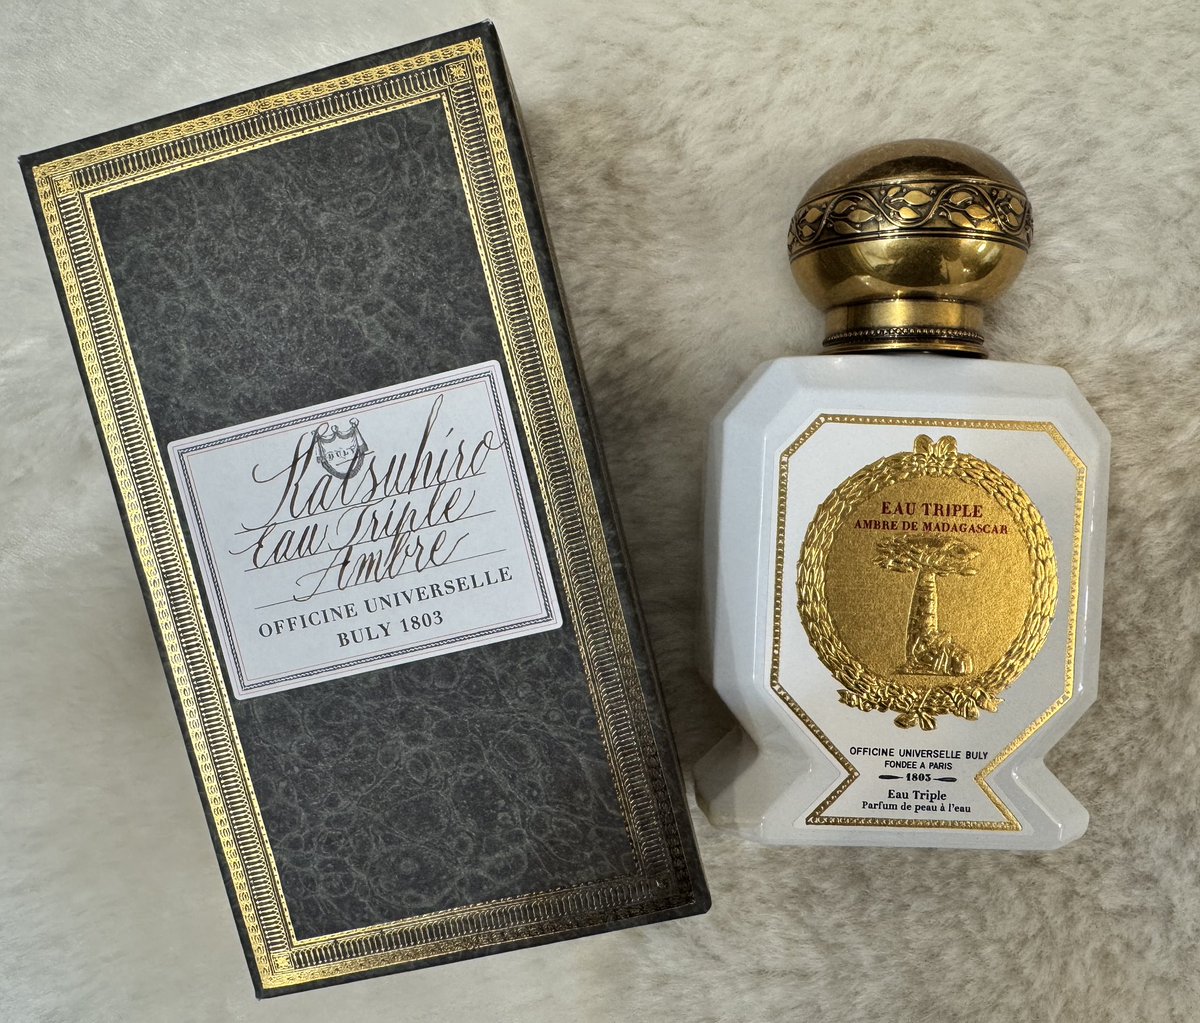 BULY
Katsuhiro
Eau Triple
Ambre
OFFICINE UNIVERSELLE
BULY 1803
EAU TRIPLE
AMBRE DE MADAGASCAR
OFFICINE UNIVERSELLE BULY
FONDEE A PARIS
1803
Eau Triple
Parfum de peau à l'eau